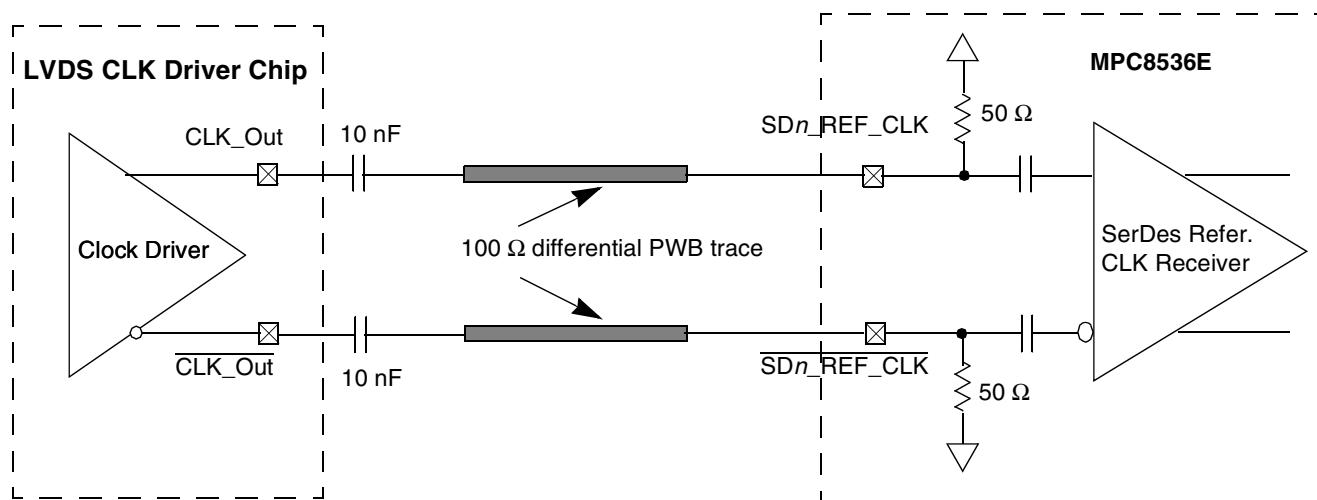 LVDS CLK Driver Chip
MPC8536E
CLK_Out
10 nF
SDn_REF_CLK
50 Ω
Clock Driver
100 Ω differential PWB trace
SerDes Refer.
CLK Receiver
CLK_Out
10 nF
SDn_REF_CLK
50 Ω